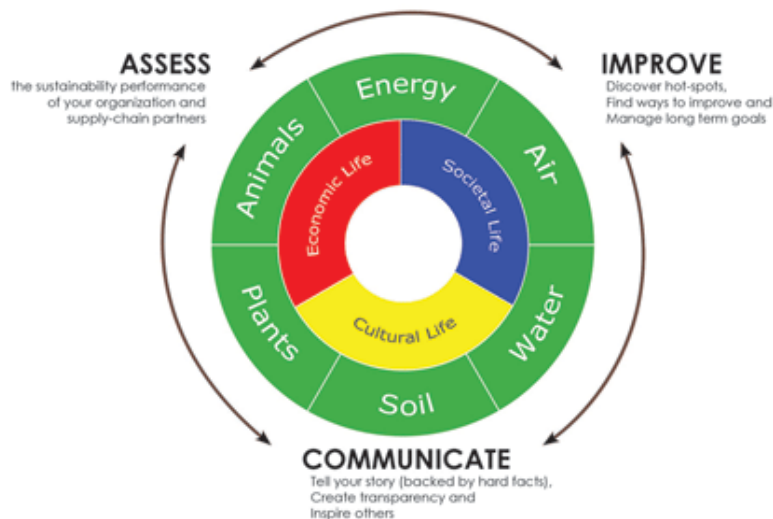 ASSESS
the sustainability performance
of your organization and
supply-chain partners
IMPROVE
Discover hot-spots,
Find ways to improve and
Manage long term goals
Energy
Air
Water
Soil
Plants
Animals
Economic Life
Societal Life
Cultural Life
COMMUNICATE
Tell your story (backed by hard facts),
Create transparency and
Inspire others